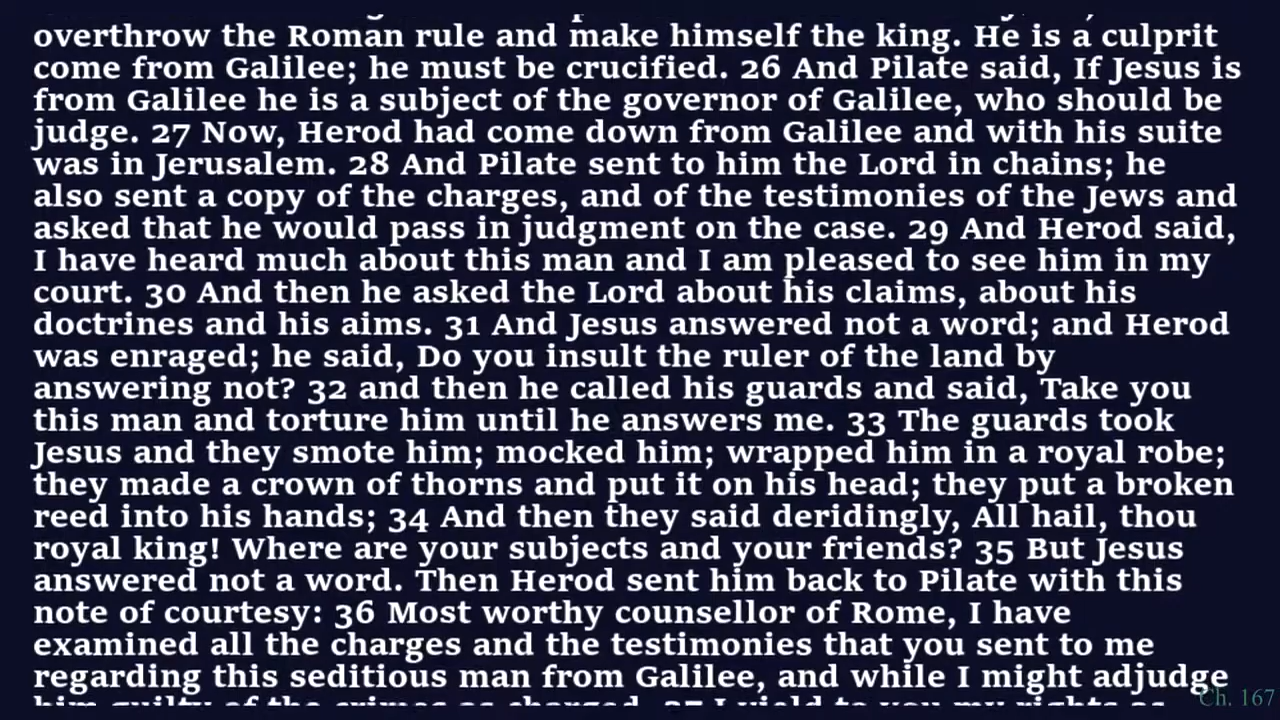 overthrow the Roman rule and make himself the king. He is a culprit
come from Galilee; he must be crucified. 26 And Pilate said, If Jesus is
from Galilee he is a subject of the governor of Galilee, who should be
judge. 27 Now, Herod had come down from Galilee and with his suite
was in Jerusalem. 28 And Pilate sent to him the Lord in chains; he
also sent a copy of the charges, and of the testimonies of the Jews and
asked that he would pass in judgment on the case. 29 And Herod said,
I have heard much about this man and I am pleased to see him in my
court. 30 And then he asked the Lord about his claims, about his
doctrines and his aims. 31 And Jesus answered not a word; and Herod
was enraged; he said, Do you insult the ruler of the land by
answering not? 32 and then he called his guards and said, Take you
this man and torture him until he answers me. 33 The guards took
Jesus and they smote him; mocked him; wrapped him in a royal robe;
they made a crown of thorns and put it on his head; they put a broken
reed into his hands; 34 And then they said deridingly, All hail, thou
royal king! Where are your subjects and your friends? 35 But Jesus
answered not a word. Then Herod sent him back to Pilate with this
note of courtesy: 36 Most worthy counsellor of Rome, I have
examined all the charges and the testimonies that you sent to me
regarding this seditious man from Galilee, and while I might adjudge
him guilty of the crimes as charged, 37 I yield to you my rights as
Ch. 167